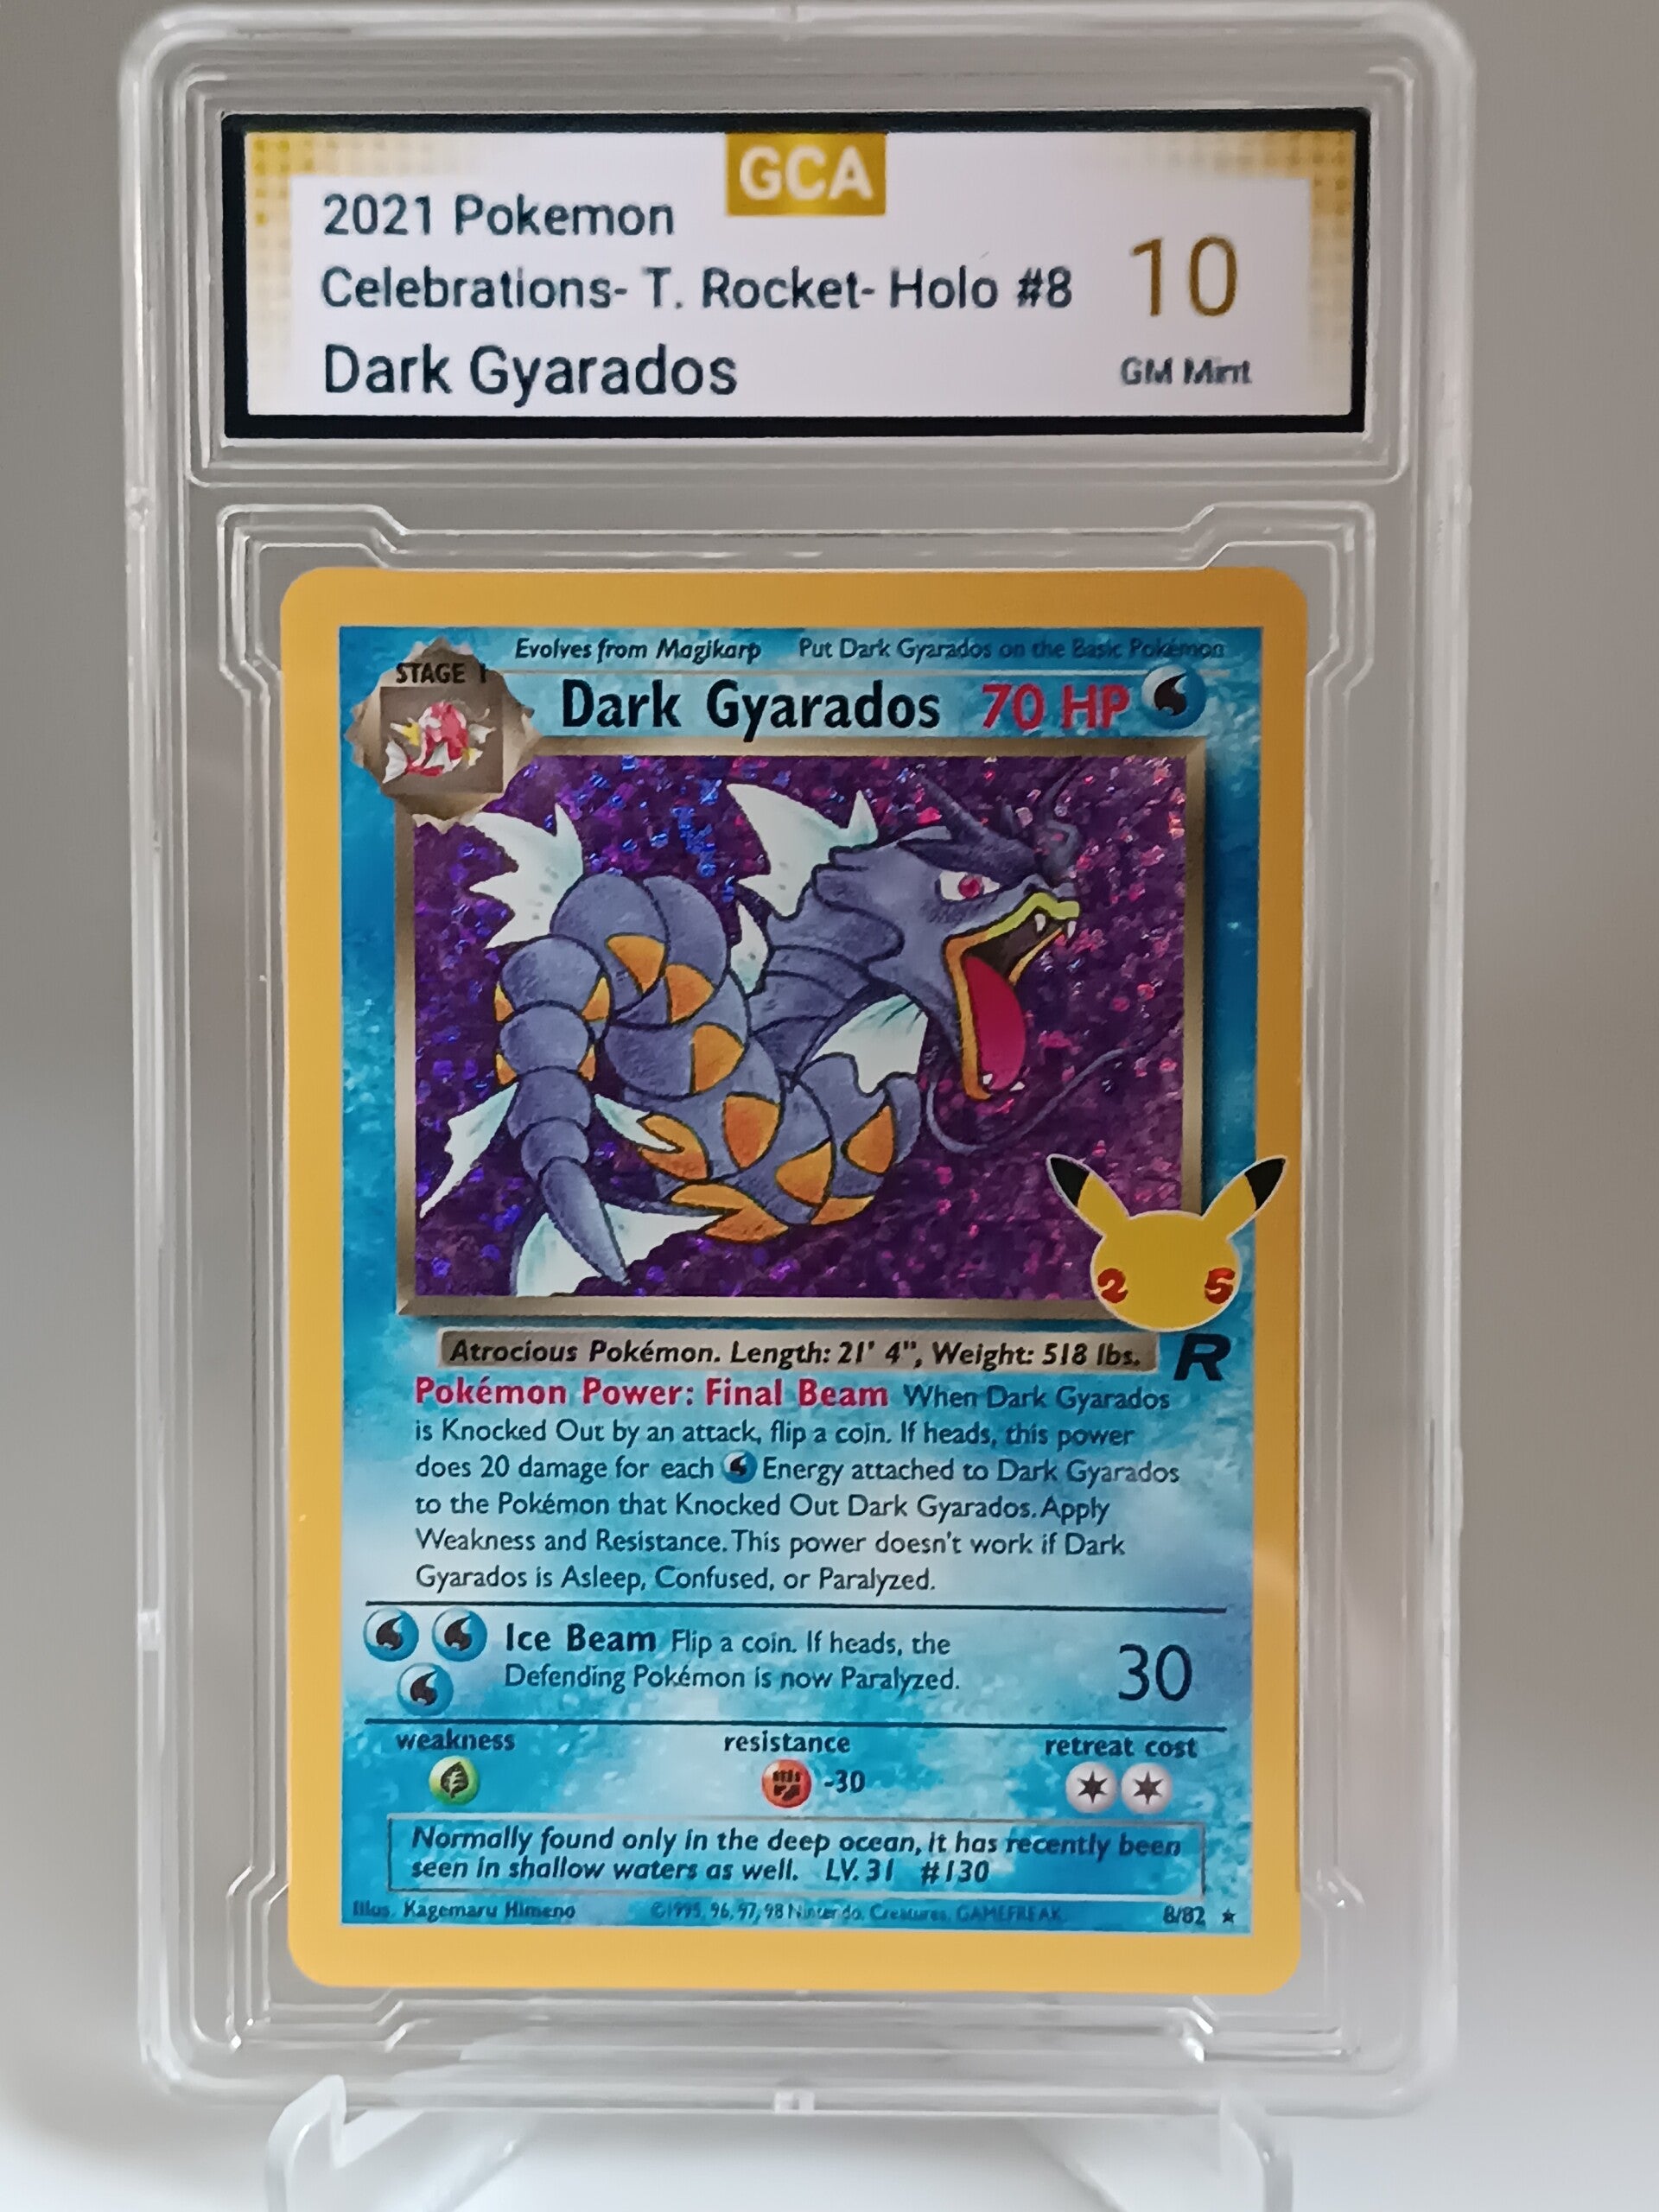 GCA
2021 Pokemon
Celebrations- T. Rocket- Holo #8
Dark Gyarados
10
GM Mint
Evolves from Magikarp Put Dark Gyarados on the Basic Pokémon
STAGE 1
Dark Gyarados 70 HP
2 5
Atrocious Pokémon. Length: 21' 4", Weight: 518 lbs.
R
Pokémon Power: Final Beam When Dark Gyarados
is Knocked Out by an attack, flip a coin. If heads, this power
does 20 damage for each Energy attached to Dark Gyarados
to the Pokémon that Knocked Out Dark Gyarados. Apply
Weakness and Resistance. This power doesn't work if Dark
Gyarados is Asleep, Confused, or Paralyzed.
Ice Beam Flip a coin. If heads, the
Defending Pokémon is now Paralyzed.
30
weakness resistance retreat cost
-30
Normally found only in the deep ocean, it has recently been
seen in shallow waters as well. LV. 31 #130
Illus. Kagemaru Himeno ©1995, 96, 97, 98 Nintendo, Creatures, GAMEFREAK. 8/82 ★